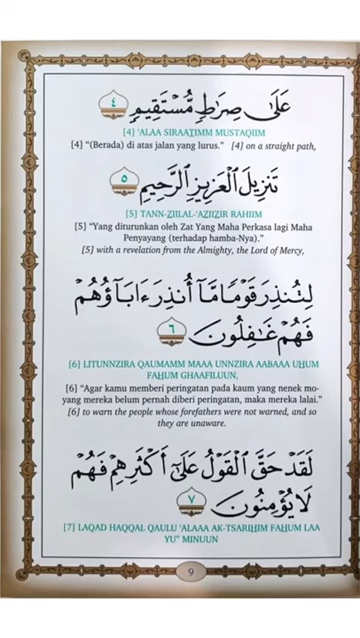 عَلَىٰ صِرَٰطٍ مُّسْتَقِيمٍ ٤
[4] 'ALAA SIRAATIMM MUSTAQIIM
[4] “(Berada) di atas jalan yang lurus.” [4] on a straight path,
تَنزِيلَ ٱلْعَزِيزِ ٱلرَّحِيمِ ٥
[5] TANN-ZIILAL-'AZIIZIR RAHIIM
[5] “Yang diturunkan oleh Zat Yang Maha Perkasa lagi Maha
Penyayang (terhadap hamba-Nya).”
[5] with a revelation from the Almighty, the Lord of Mercy,
لِتُنذِرَ قَوْمًا مَّآ أُنذِرَ ءَابَآؤُهُمْ
فَهُمْ غَٰفِلُونَ ٦
[6] LITUNNZIRA QAUMAMM MAAA UNNZIRA AABAAA UHUM
FAHUM GHAAFILUUN,
[6] “Agar kamu memberi peringatan pada kaum yang nenek mo-
yang mereka belum pernah diberi peringatan, maka mereka lalai.”
[6] to warn the people whose forefathers were not warned, and so
they are unaware.
لَقَدْ حَقَّ ٱلْقَوْلُ عَلَىٰٓ أَكْثَرِهِمْ فَهُمْ
لَا يُؤْمِنُونَ ٧
[7] LAQAD HAQQAL QAULU 'ALAAA AK-TSARIHIM FAHUM LAA
YU” MINUUN
9